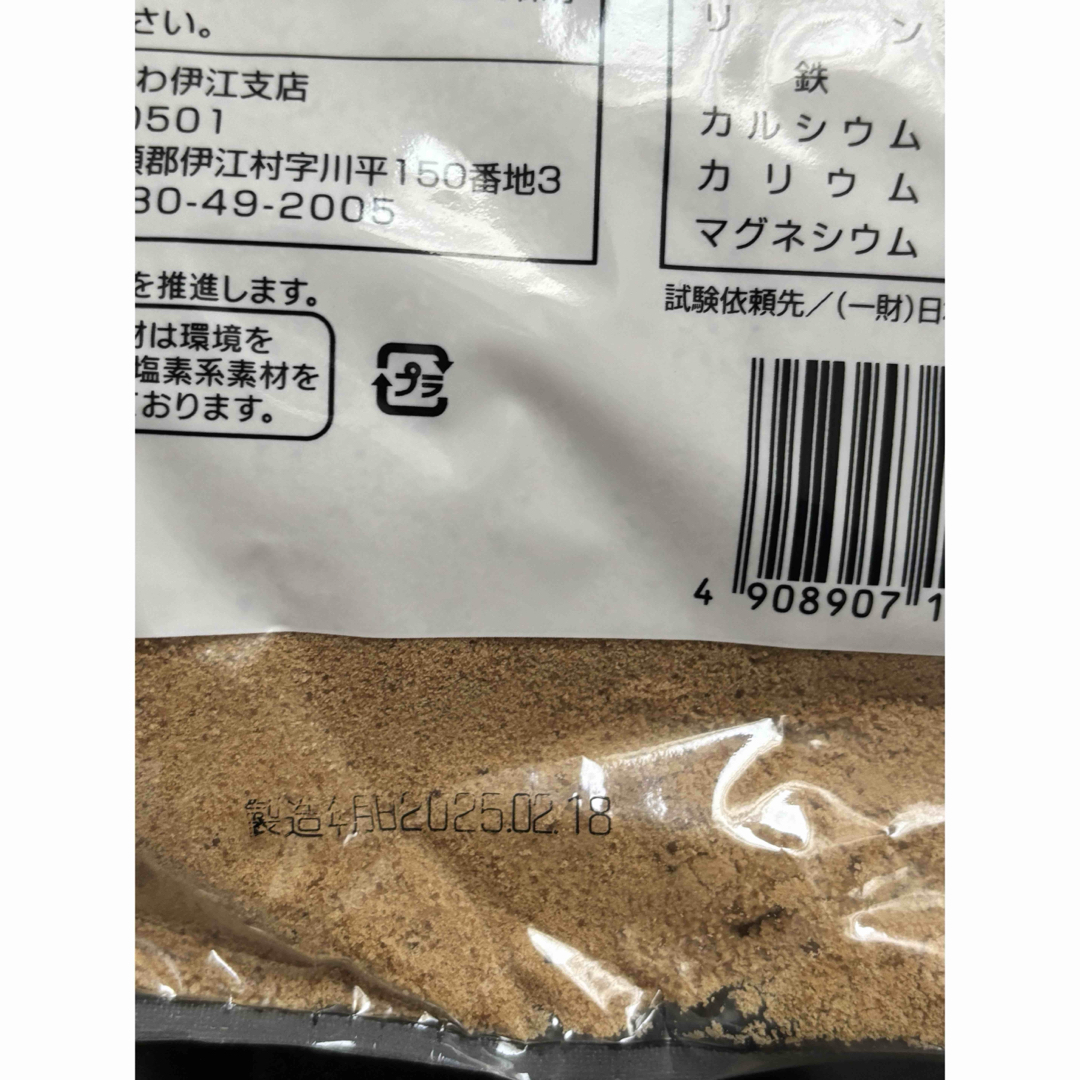 さい。
わ伊江支店
0501
頭郡伊江村字川平150番地3
80-49-2005
を推進します。
材は環境を
塩素系素材を
ております。
プラ
リン
鉄
カルシウム
カリウム
マグネシウム
試験依頼先／(一財)日
4 908907 1
製造年月日2025.02.18